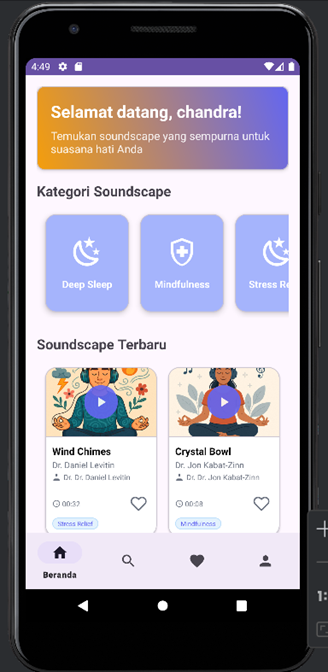 4:49
Selamat datang, chandra!
Temukan soundscape yang sempurna untuk
suasana hati Anda
Kategori Soundscape
Deep Sleep
Mindfulness
Stress Re
Soundscape Terbaru
Wind Chimes
Dr. Daniel Levitin
Dr. Dr. Daniel Levitin
00:32
Stress Relief
Crystal Bowl
Dr. Jon Kabat-Zinn
Dr. Dr. Jon Kabat-Zinn
00:08
Mindfulness
Beranda
1: